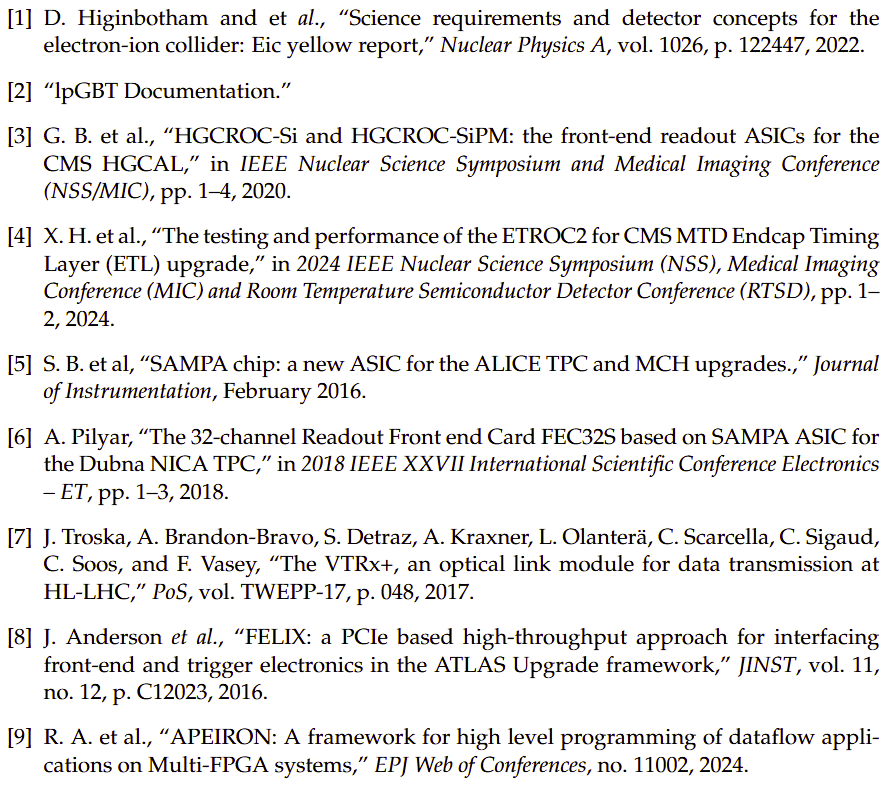 [1] D. Higinbotham and et al., “Science requirements and detector concepts for the
electron-ion collider: Eic yellow report,” Nuclear Physics A, vol. 1026, p. 122447, 2022.
[2] “lpGBT Documentation.”
[3] G. B. et al., “HGCROC-Si and HGCROC-SiPM: the front-end readout ASICs for the
CMS HGCAL,” in IEEE Nuclear Science Symposium and Medical Imaging Conference
(NSS/MIC), pp. 1–4, 2020.
[4] X. H. et al., “The testing and performance of the ETROC2 for CMS MTD Endcap Timing
Layer (ETL) upgrade,” in 2024 IEEE Nuclear Science Symposium (NSS), Medical Imaging
Conference (MIC) and Room Temperature Semiconductor Detector Conference (RTSD), pp. 1–
2, 2024.
[5] S. B. et al, “SAMPA chip: a new ASIC for the ALICE TPC and MCH upgrades.,” Journal
of Instrumentation, February 2016.
[6] A. Pilyar, “The 32-channel Readout Front end Card FEC32S based on SAMPA ASIC for
the Dubna NICA TPC,” in 2018 IEEE XXVII International Scientific Conference Electronics
– ET, pp. 1–3, 2018.
[7] J. Troska, A. Brandon-Bravo, S. Detraz, A. Kraxner, L. Olanterä, C. Scarcella, C. Sigaud,
C. Soos, and F. Vasey, “The VTRx+, an optical link module for data transmission at
HL-LHC,” PoS, vol. TWEPP-17, p. 048, 2017.
[8] J. Anderson et al., “FELIX: a PCIe based high-throughput approach for interfacing
front-end and trigger electronics in the ATLAS Upgrade framework,” JINST, vol. 11,
no. 12, p. C12023, 2016.
[9] R. A. et al., “APEIRON: A framework for high level programming of dataflow appli-
cations on Multi-FPGA systems,” EPJ Web of Conferences, no. 11002, 2024.